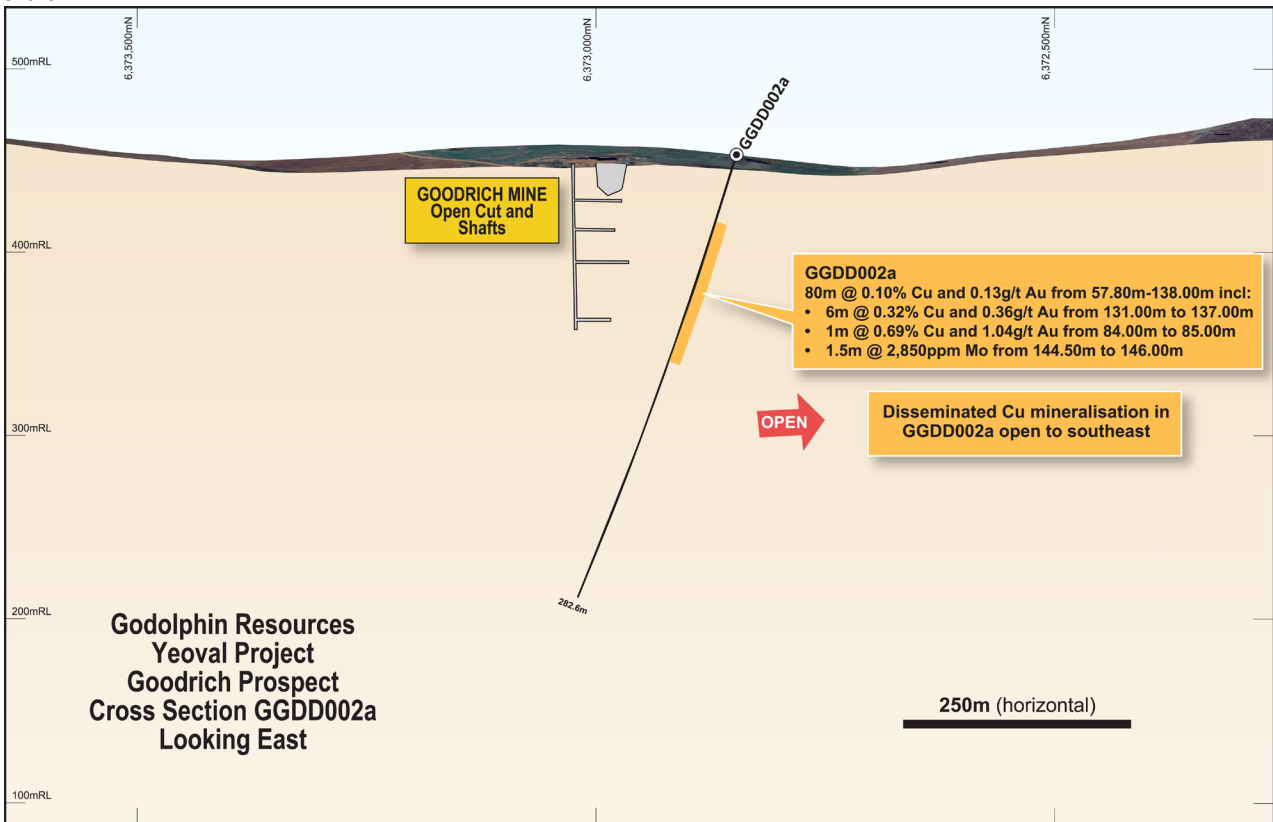 6,373,500mN
6,373,000mN
6,372,500mN
500mRL
GGDD002a
GOODRICH MINE
Open Cut and
Shafts
400mRL
GGDD002a
80m @ 0.10% Cu and 0.13g/t Au from 57.80m-138.00m incl:
• 6m @ 0.32% Cu and 0.36g/t Au from 131.00m to 137.00m
• 1m @ 0.69% Cu and 1.04g/t Au from 84.00m to 85.00m
• 1.5m @ 2,850ppm Mo from 144.50m to 146.00m
OPEN
Disseminated Cu mineralisation in
GGDD002a open to southeast
300mRL
282.6m
200mRL
Godolphin Resources
Yeoval Project
Goodrich Prospect
Cross Section GGDD002a
Looking East
250m (horizontal)
100mRL